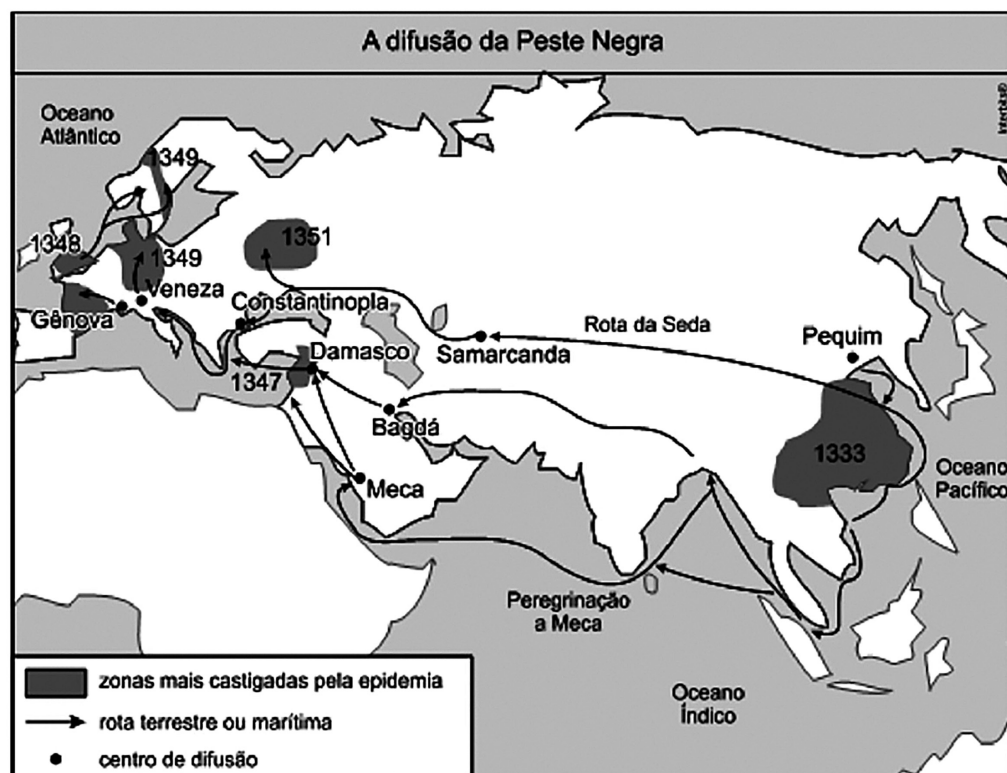 A difusão da Peste Negra
Oceano
Atlântico
1349
1348
1349
1351
Veneza
Gênova
Constantinopla
Rota da Seda
Pequim
Samarcanda
Damasco
1347
Bagdá
1333
Meca
Oceano
Pacífico
Peregrinação
a Meca
Oceano
Índico
zonas mais castigadas pela epidemia
rota terrestre ou marítima
centro de difusão